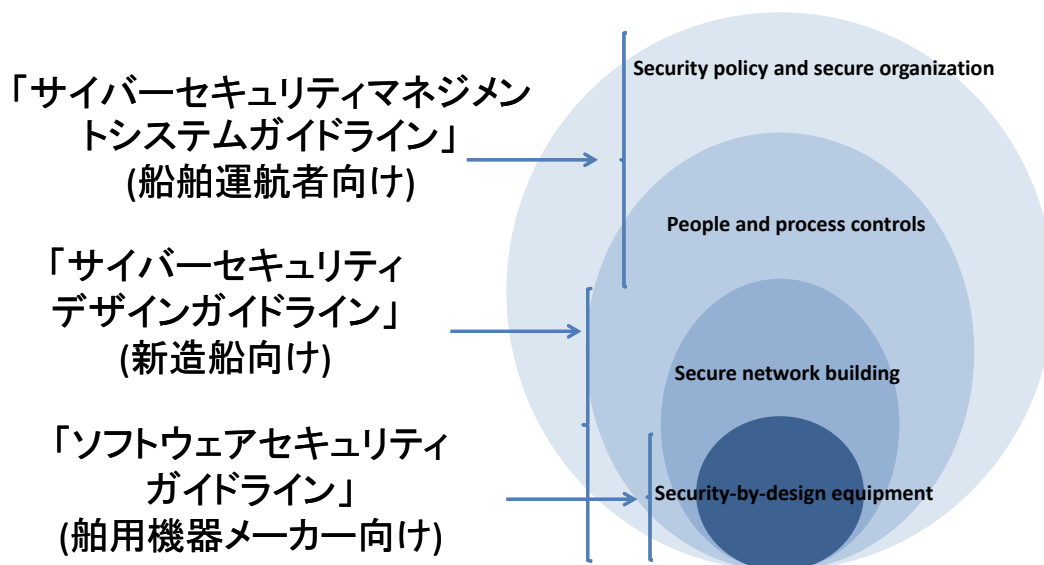 「サイバーセキュリティマネジメン
トシステムガイドライン」
(船舶運航者向け)
「サイバーセキュリティ
デザインガイドライン」
(新造船向け)
「ソフトウェアセキュリティ
ガイドライン」
(舶用機器メーカー向け)
Security policy and secure organization
People and process controls
Secure network building
Security-by-design equipment